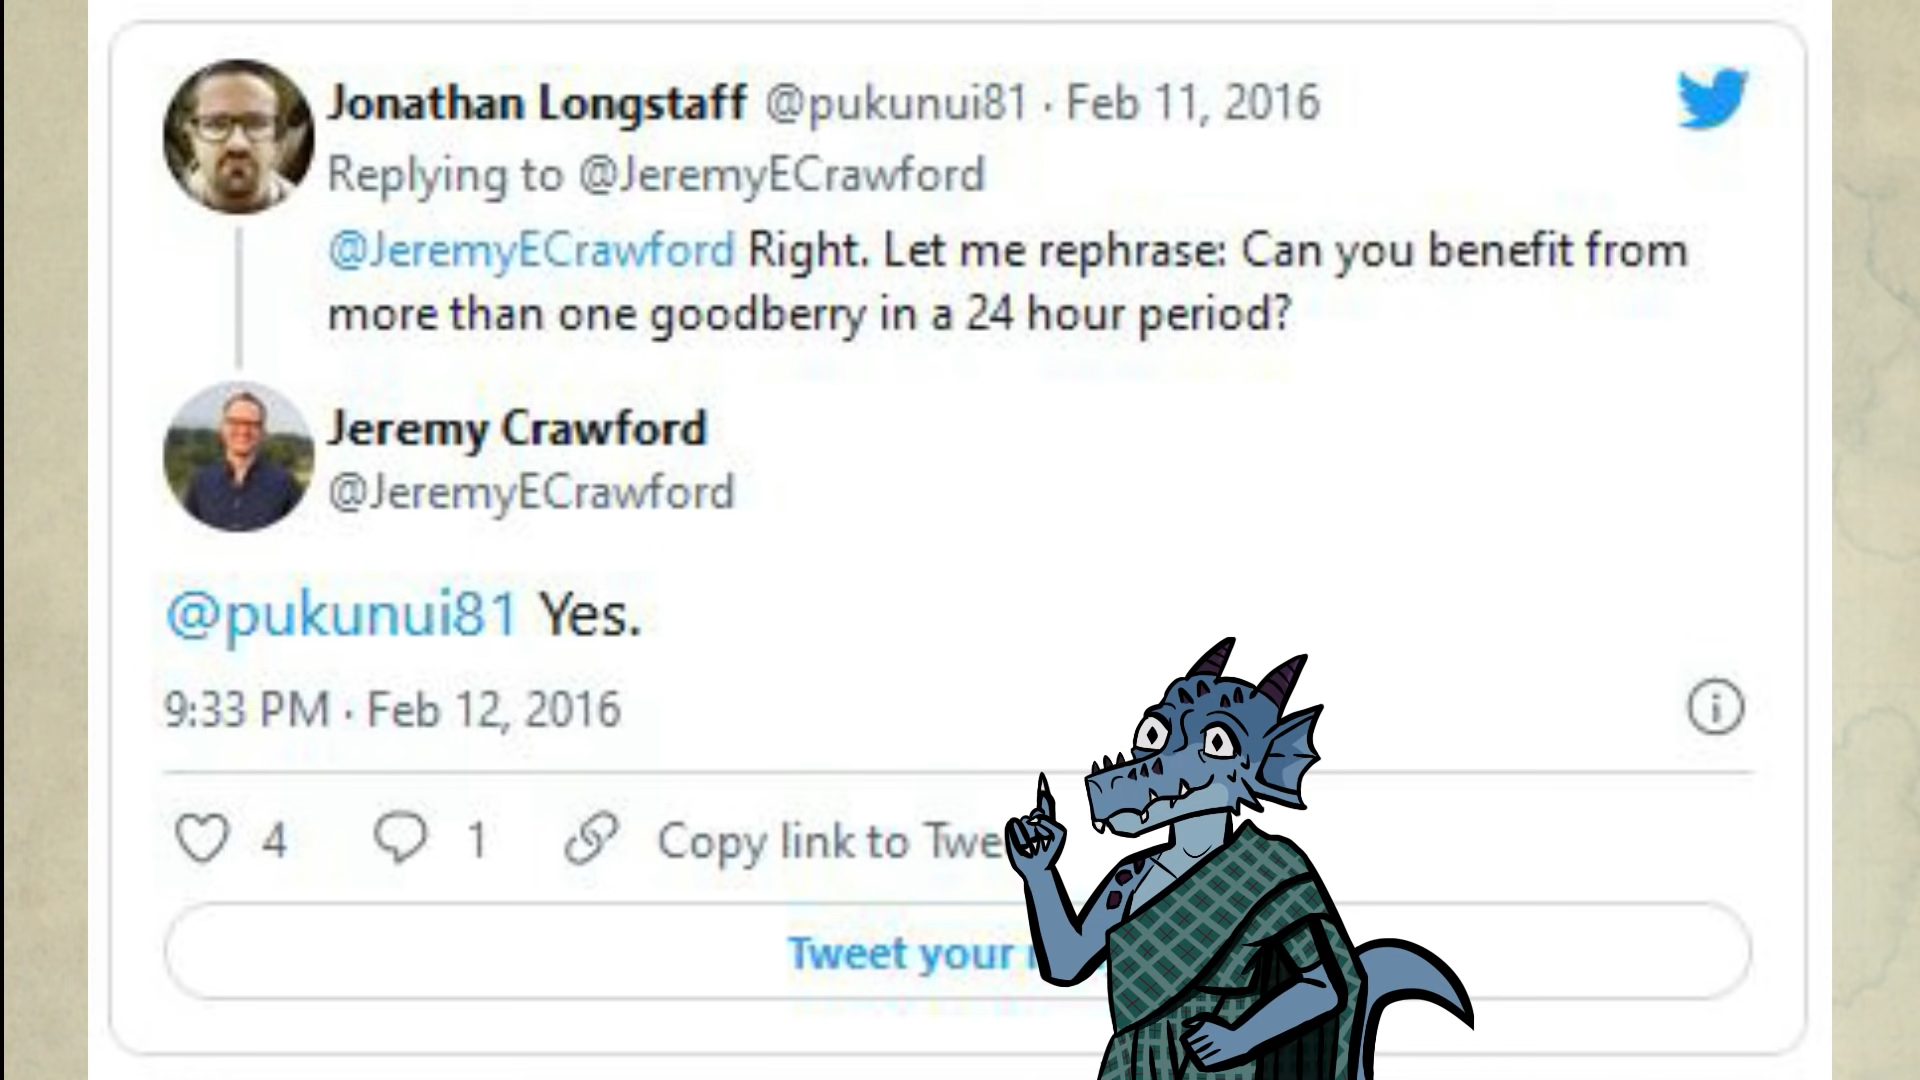 Jonathan Longstaff @pukunui81 · Feb 11, 2016
Replying to @JeremyECrawford
@JeremyECrawford Right. Let me rephrase: Can you benefit from
more than one goodberry in a 24 hour period?
Jeremy Crawford
@JeremyECrawford
@pukunui81 Yes.
9:33 PM · Feb 12, 2016
4 1 Copy link to Twe
Tweet your